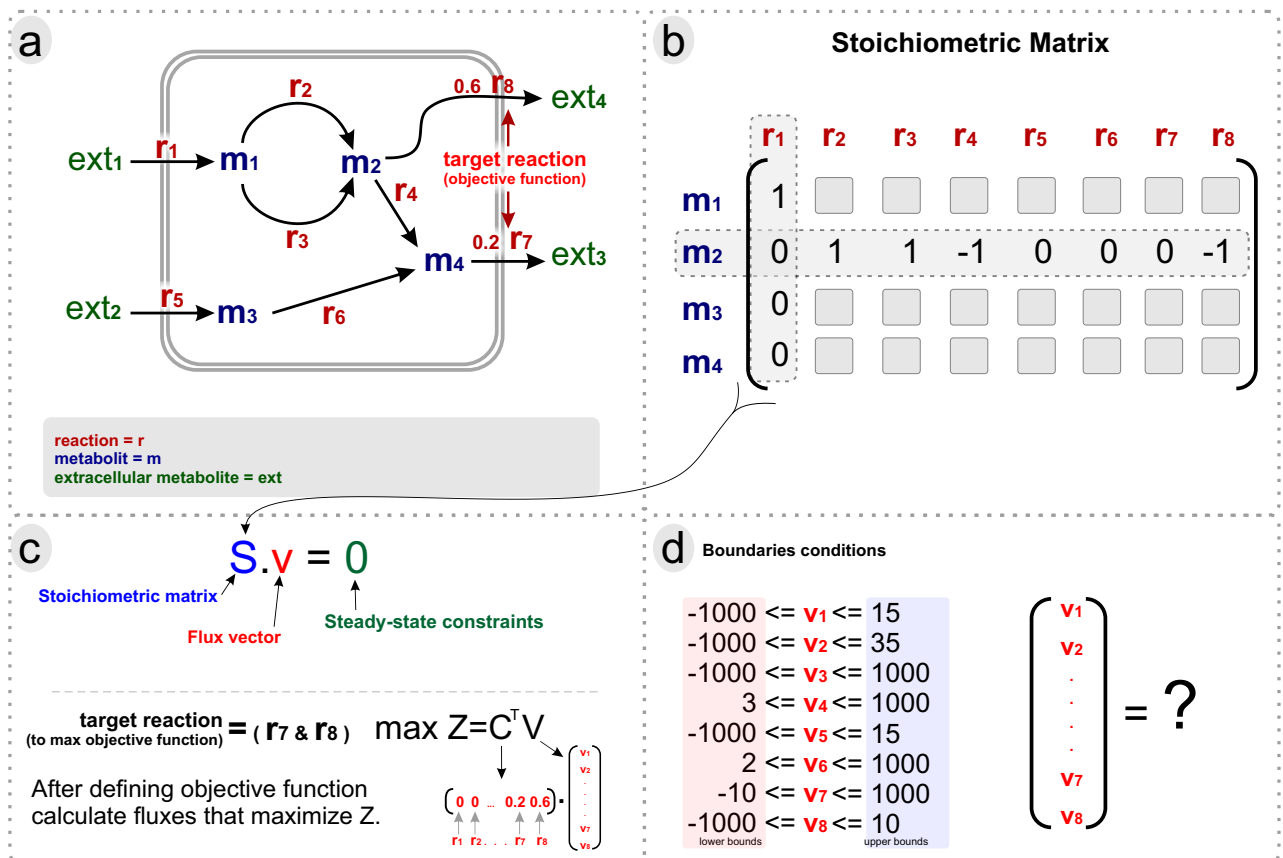 a
r1
r2
r3
r4
r5
r6
0.6 r8
0.2 r7
ext1
ext2
ext3
ext4
m1
m2
m3
m4
target reaction
(objective function)
reaction = r
metabolit = m
extracellular metabolite = ext
b
Stoichiometric Matrix
r1 r2 r3 r4 r5 r6 r7 r8
m1 1
m2 0 1 1 -1 0 0 0 -1
m3 0
m4 0
c
S.v = 0
Stoichiometric matrix
Flux vector
Steady-state constraints
target reaction
(to max objective function)
= ( r7 & r8 )
max Z=CᵀV
After defining objective function
calculate fluxes that maximize Z.
0 0 ... 0.2 0.6 .
r1 r2 . . . . r7 r8
v1
v2
.
.
.
.
v7
v8
d
Boundaries conditions
-1000 <= v1 <= 15
-1000 <= v2 <= 35
-1000 <= v3 <= 1000
3 <= v4 <= 1000
-1000 <= v5 <= 15
2 <= v6 <= 1000
-10 <= v7 <= 1000
-1000 <= v8 <= 10
lower bounds
upper bounds
v1
v2
.
.
.
.
v7
v8
= ?